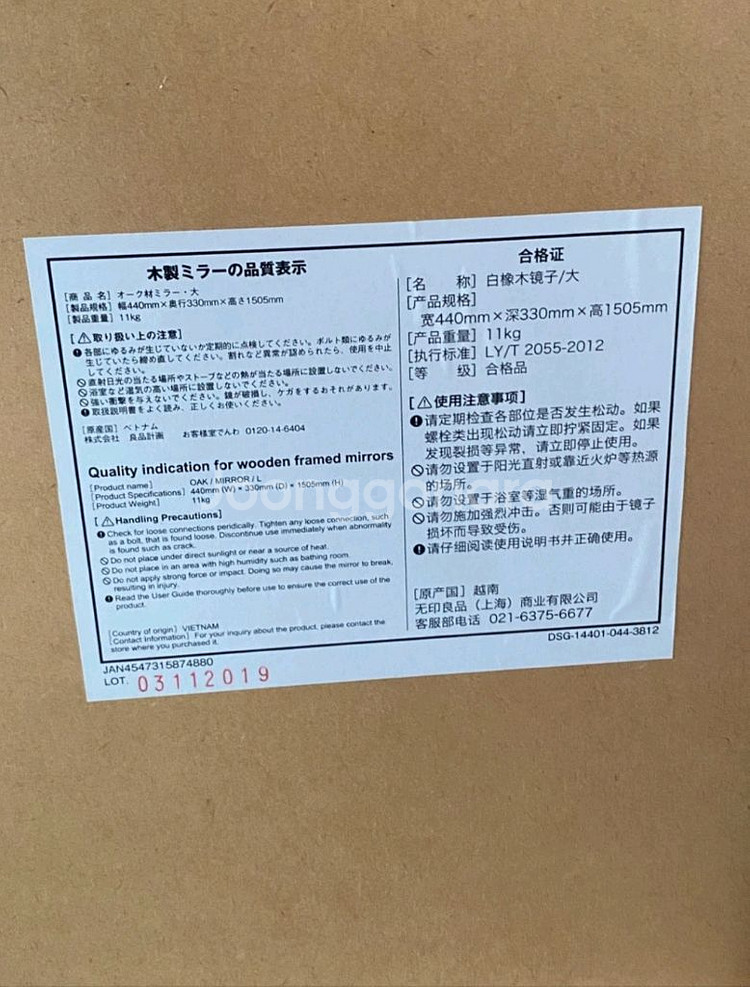 木製ミラーの品質表示
[商 品 名] オーク材ミラー・大
[製品規格] 幅440mm×奥行330mm×高さ1505mm
[製品重量] 11kg
[⚠取り扱い上の注意]
各部にゆるみが生じていないか定期的に点検してください。ボルト類にゆるみが
生じていたら締め直してください。割れなど異常が認められたら、使用を中止
してください。
直射日光の当たる場所やストーブなどの熱が当たる場所に設置しないでください。
浴室など湿気の高い場所に設置しないでください。
強い衝撃を与えないでください。鏡が破損し、ケガをするおそれがあります。
取扱説明書をよく読み、正しくお使いください。
[原産国] ベトナム
株式会社 良品計画 お客様室でんわ 0120-14-6404
Quality indication for wooden framed mirrors
[Product name] OAK / MIRROR / L
[Product Specifications] 440mm (W) × 330mm (D) × 1505mm (H)
[Product Weight] 11kg
[⚠Handling Precautions]
Check for loose connections peridically. Tighten any loose connection, such
as a bolt, that is found loose. Discontinue use immediately when abnormality
is found such as crack.
Do not place under direct sunlight or near a source of heat.
Do not place in an area with high humidity such as bathing room.
Do not apply strong force or impact. Doing so may cause the mirror to break,
resulting in injury.
Read the User Guide thoroughly before use to ensure the correct use of the
product.
[Country of origin] VIETNAM
[Contact Information] For your inquiry about the product, please contact the
store where you purchased it.
合格证
[名 称] 白橡木镜子/大
[产品规格]
宽440mm×深330mm×高1505mm
[产品重量] 11kg
[执行标准] LY/T 2055-2012
[等 级] 合格品
[⚠使用注意事项]
请定期检查各部位是否发生松动。如果
螺栓类出现松动请立即拧紧固定。如果
发现裂损等异常，请立即停止使用。
请勿设置于阳光直射或靠近火炉等热源
的场所。
请勿设置于浴室等湿气重的场所。
请勿施加强烈冲击。否则可能由于镜子
损坏而导致受伤。
请仔细阅读使用说明书并正确使用。
[原产国] 越南
无印良品（上海）商业有限公司
客服部电话 021-6375-6677
DSG-14401-044-3812
JAN4547315874880
LOT. 03112019
joonggonara